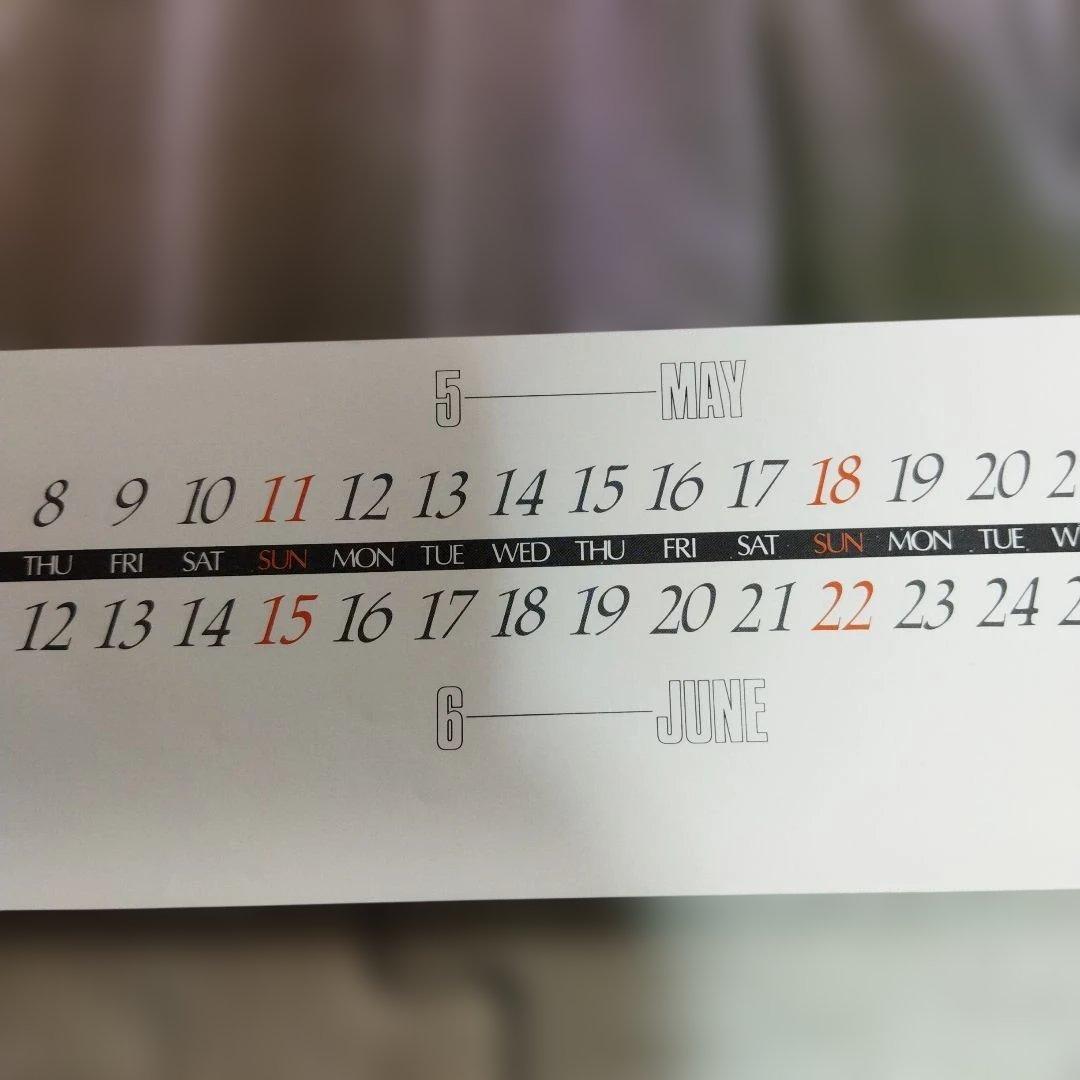 5 MAY
8 9 10 11 12 13 14 15 16 17 18 19 20
THU FRI SAT SUN MON TUE WED THU FRI SAT SUN MON TUE
12 13 14 15 16 17 18 19 20 21 22 23 24
6 JUNE